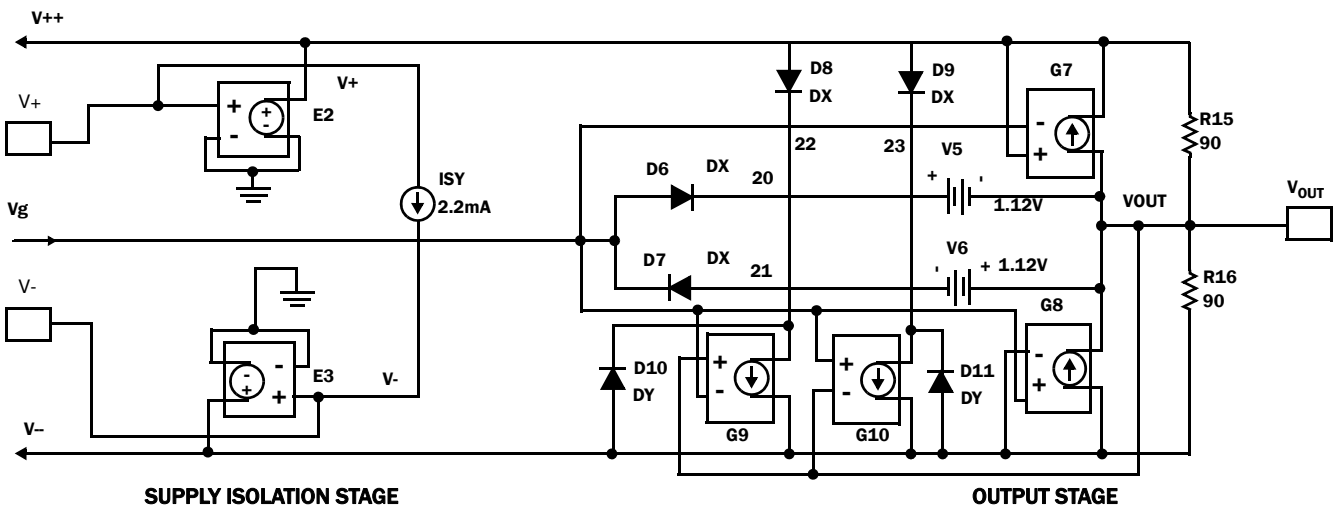 V++
V+
V+
+
-
+
-
E2
ISY
2.2mA
Vg
V-
-
+
-
+
E3
V-
V--
SUPPLY ISOLATION STAGE
D8
DX
D9
DX
G7
-
+
R15
90
22
23
V5
D6
DX
20
+
-
1.12V
VOUT
VOUT
V6
D7
DX
21
-
+ 1.12V
R16
90
G8
D10
DY
+
-
G9
+
-
G10
D11
DY
-
+
OUTPUT STAGE